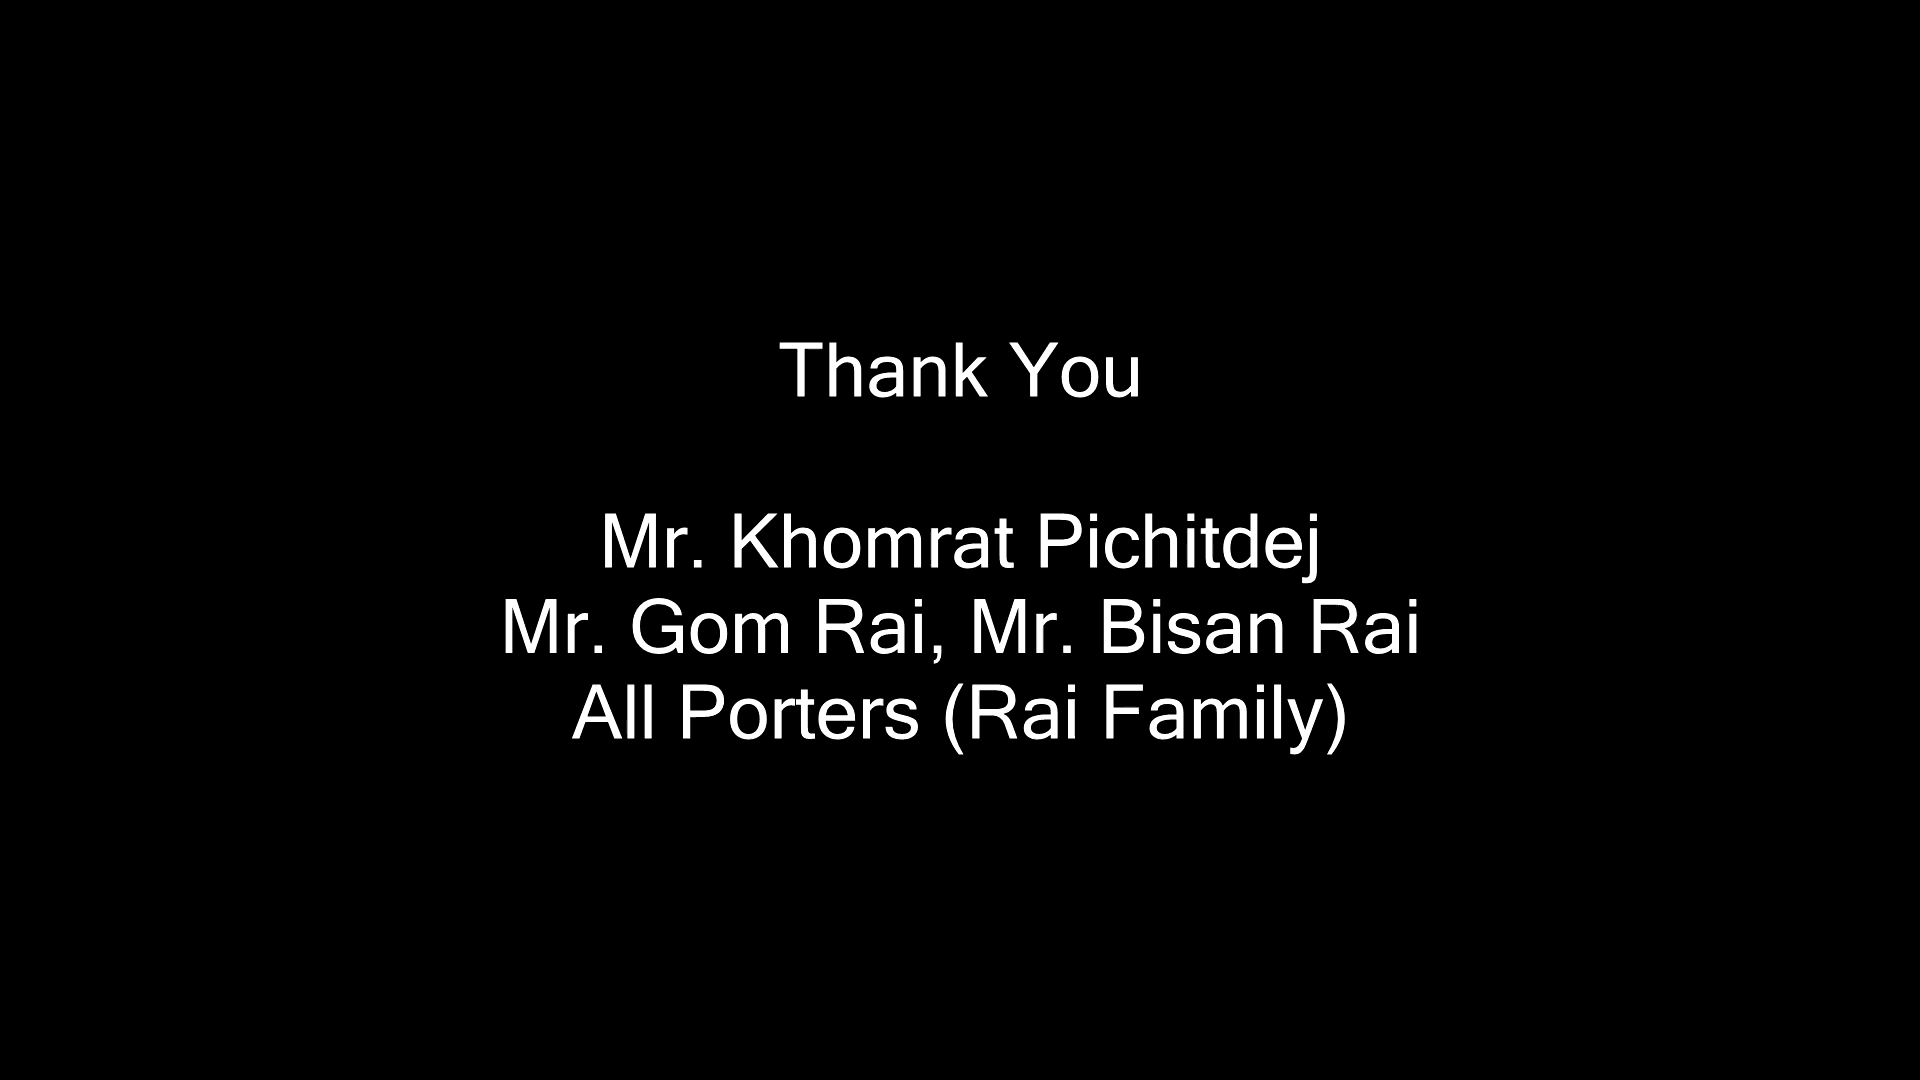 Thank You
Mr. Khomrat Pichitdej
Mr. Gom Rai, Mr. Bisan Rai
All Porters (Rai Family)